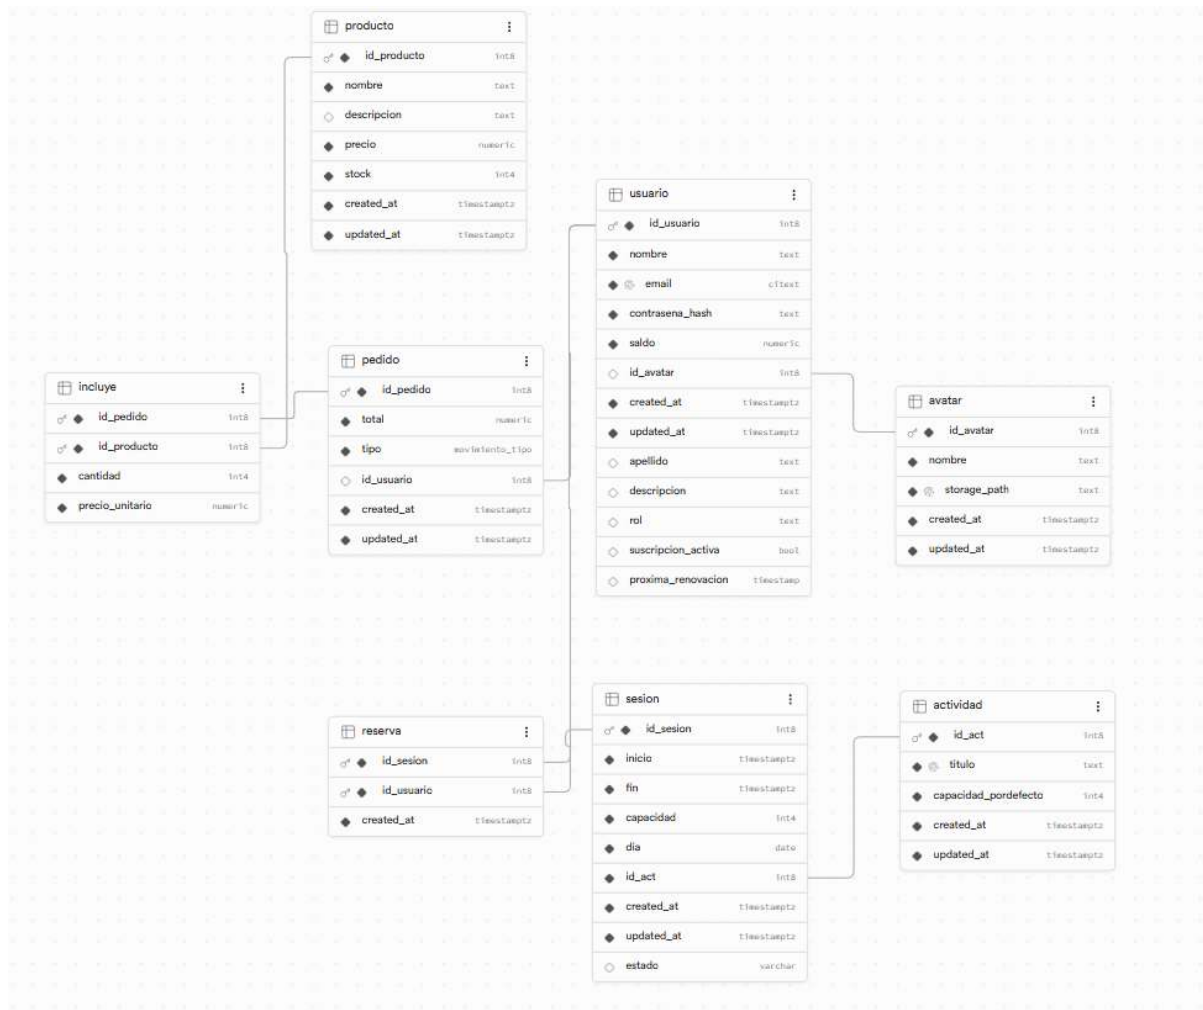 producto
id_producto int8
nombre text
descripcion text
precio numeric
stock int4
created_at timestamptz
updated_at timestamptz
usuario
id_usuario int8
nombre text
email citext
contrasena_hash text
saldo numeric
id_avatar int8
created_at timestamptz
updated_at timestamptz
apellido text
descripcion text
rol text
suscripcion_activa bool
proxima_renovacion timestamp
pedido
id_pedido int8
total numeric
tipo movimiento_tipo
id_usuario int8
created_at timestamptz
updated_at timestamptz
incluye
id_pedido int8
id_producto int8
cantidad int4
precio_unitario numeric
avatar
id_avatar int8
nombre text
storage_path text
created_at timestamptz
updated_at timestamptz
sesion
id_sesion int8
inicio timestamptz
fin timestamptz
capacidad int4
dia date
id_act int8
created_at timestamptz
updated_at timestamptz
estado varchar
actividad
id_act int8
titulo text
capacidad_pordefecto int4
created_at timestamptz
updated_at timestamptz
reserva
id_sesion int8
id_usuario int8
created_at timestamptz